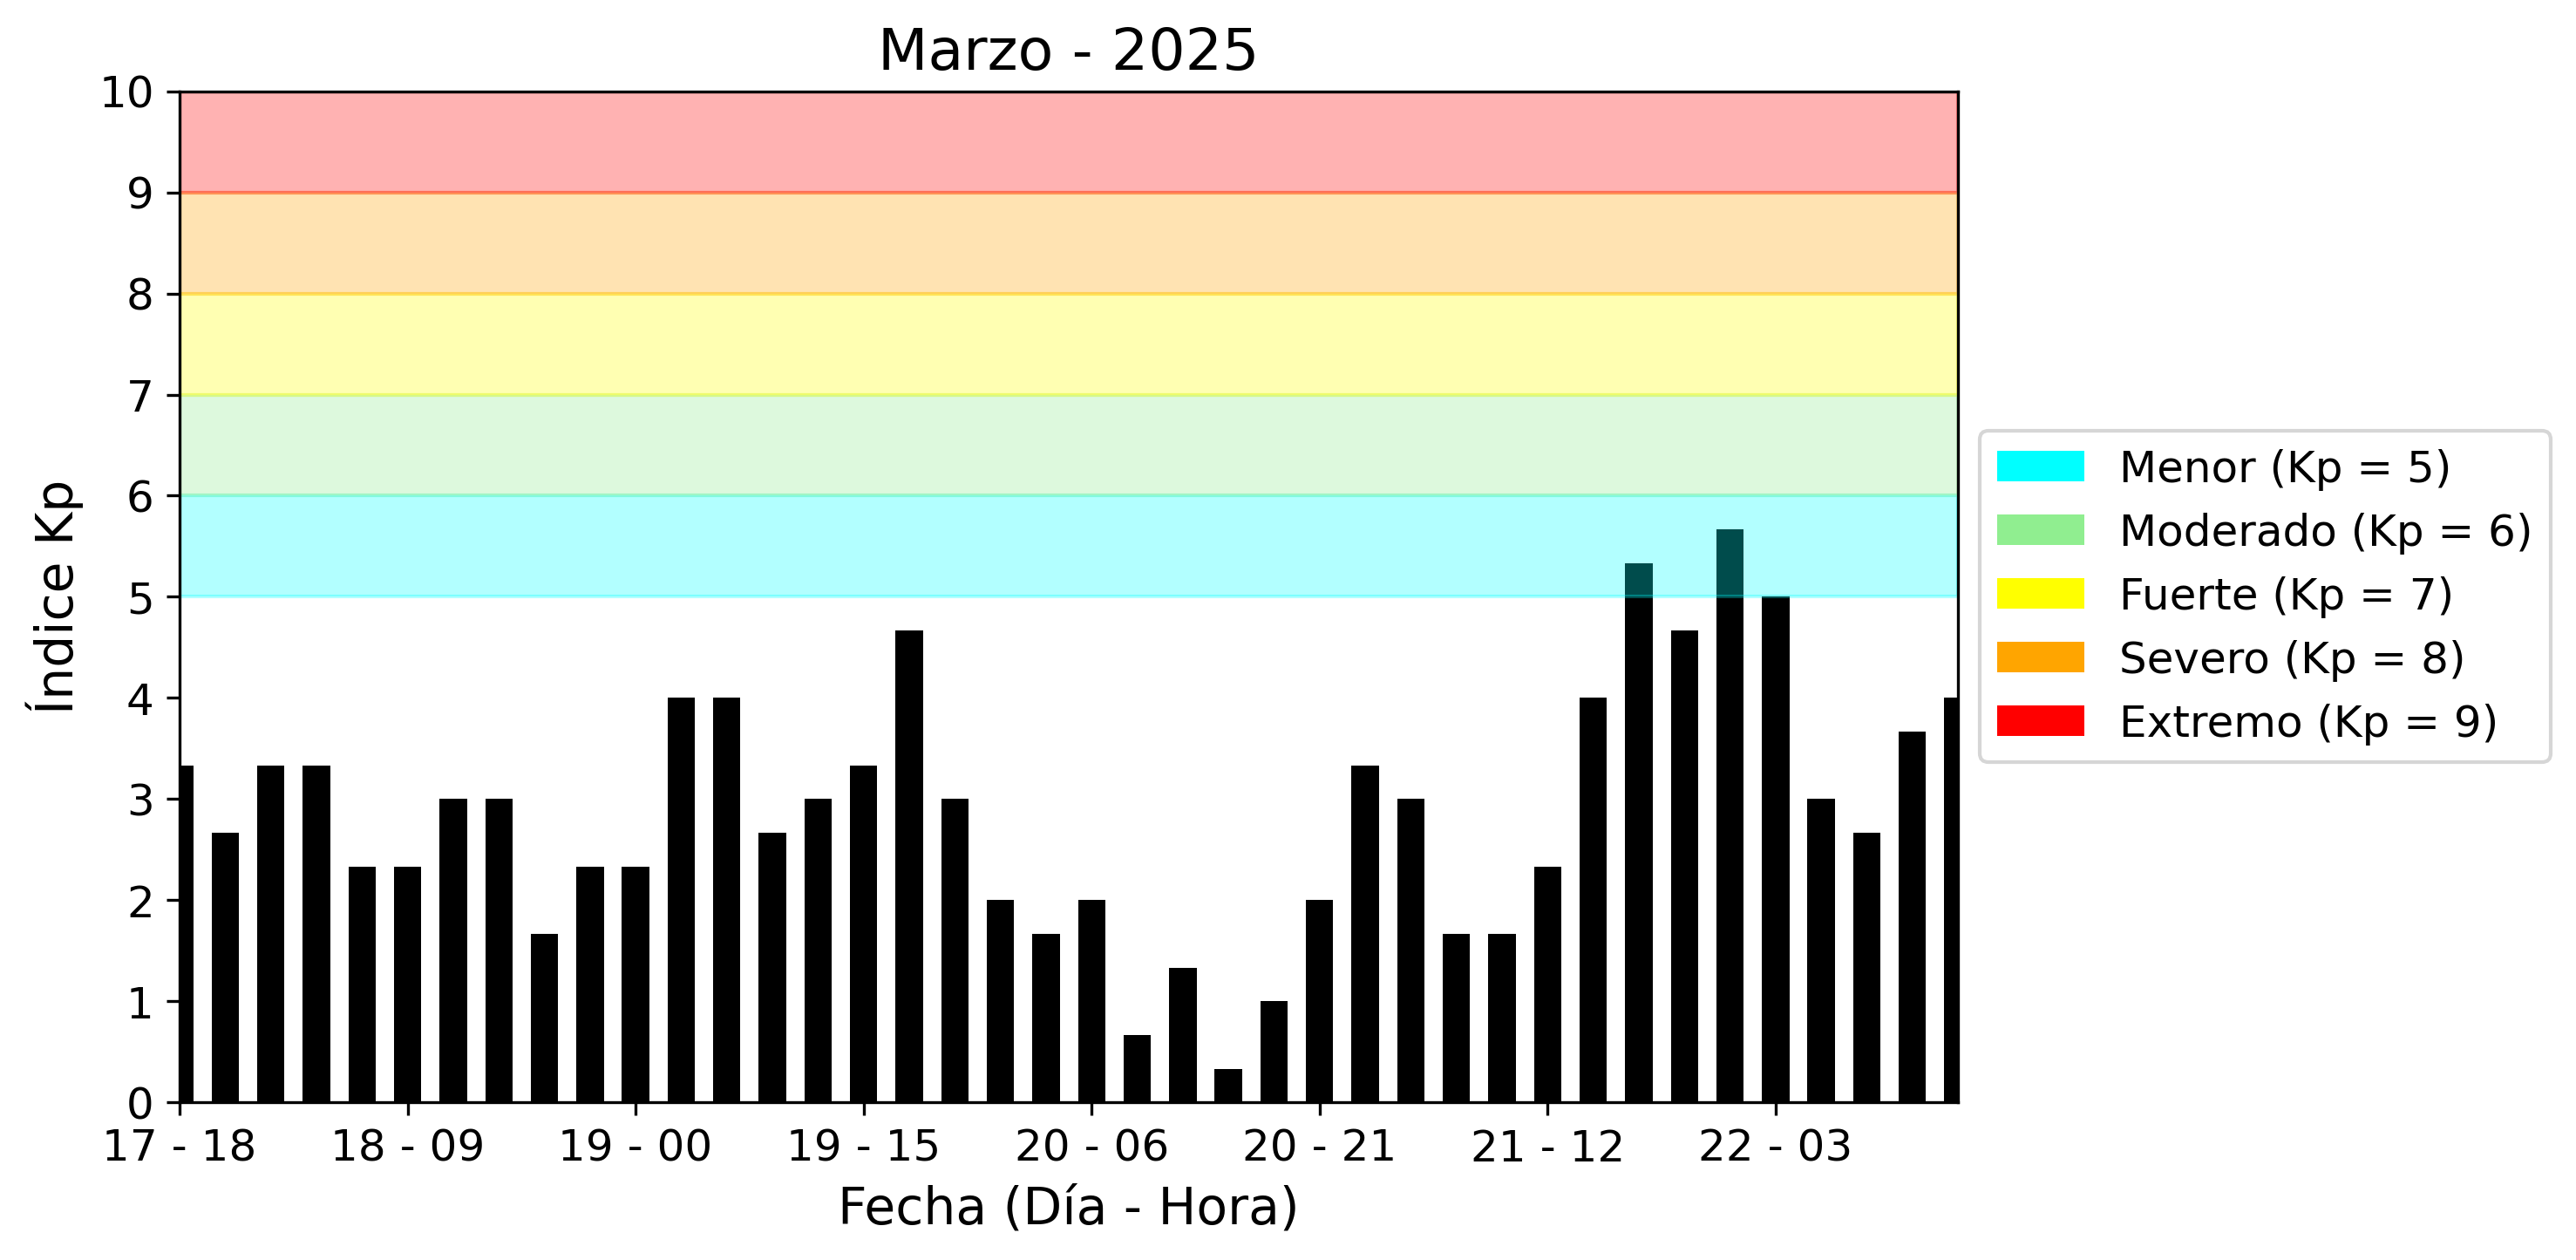 Marzo - 2025
Índice Kp
10
9
8
7
6
5
4
3
2
1
0
17 - 18 18 - 09 19 - 00 19 - 15 20 - 06 20 - 21 21 - 12 22 - 03
Fecha (Día - Hora)
Menor (Kp = 5)
Moderado (Kp = 6)
Fuerte (Kp = 7)
Severo (Kp = 8)
Extremo (Kp = 9)